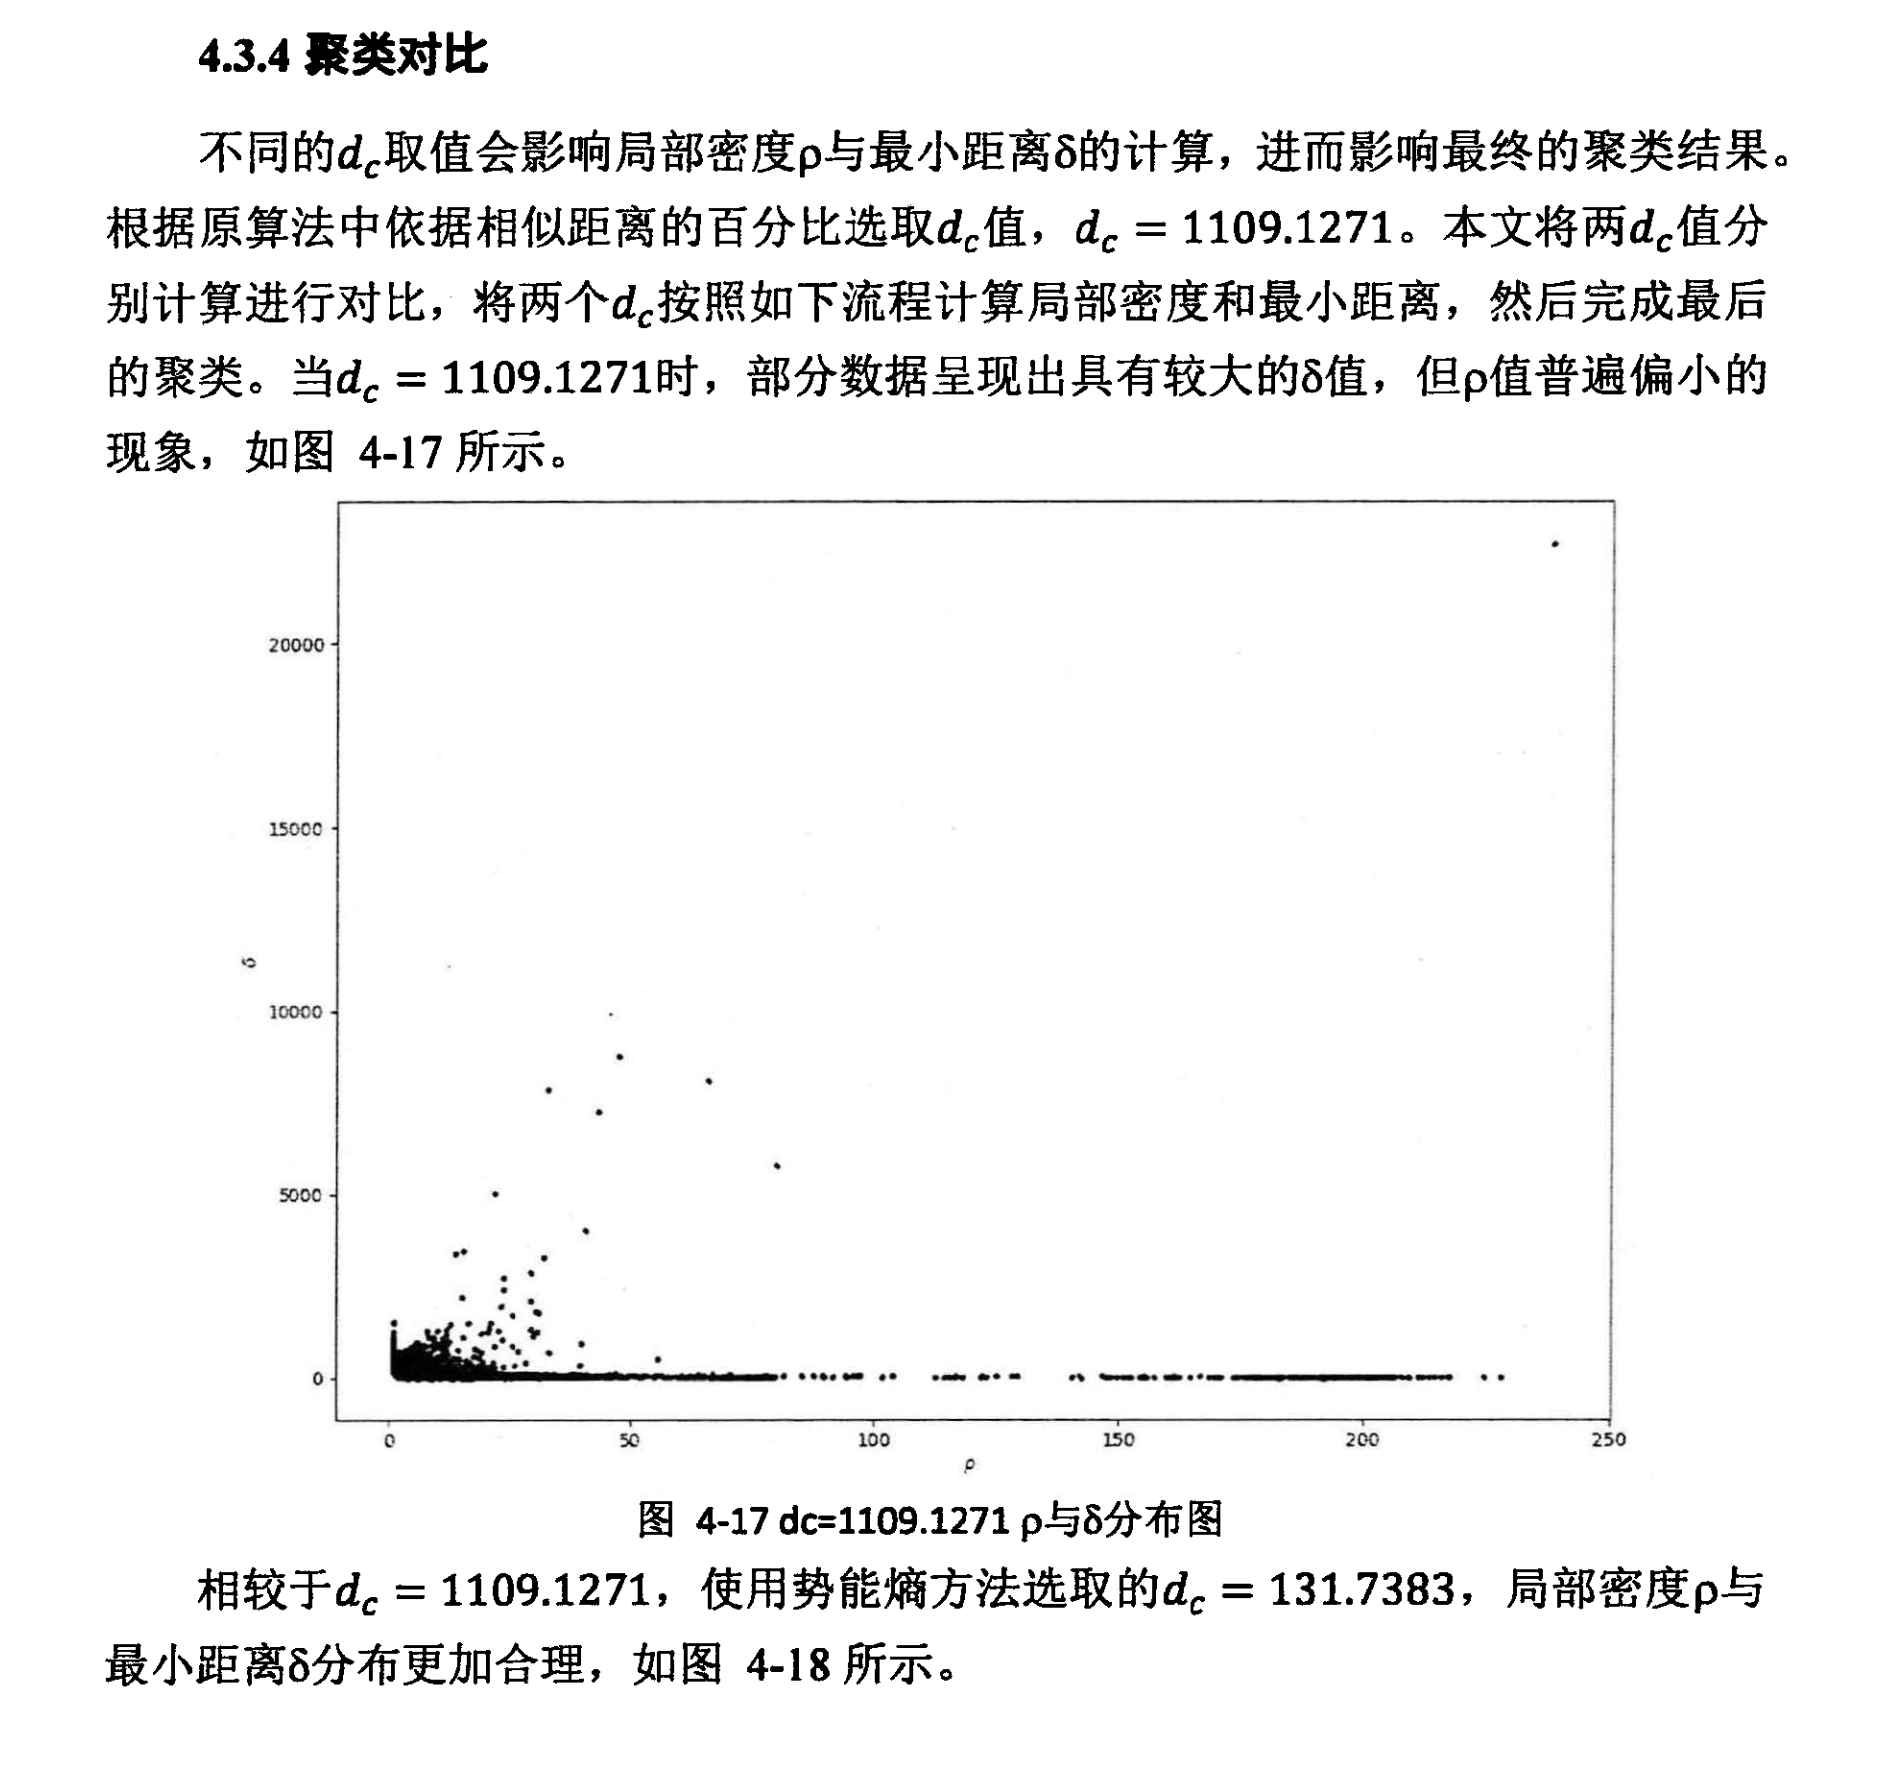 4.3.4 聚类对比
不同的d_c取值会影响局部密度ρ与最小距离δ的计算，进而影响最终的聚类结果。
根据原算法中依据相似距离的百分比选取d_c值，d_c = 1109.1271。本文将两d_c值分
别计算进行对比，将两个d_c按照如下流程计算局部密度和最小距离，然后完成最后
的聚类。当d_c = 1109.1271时，部分数据呈现出具有较大的δ值，但ρ值普遍偏小的
现象，如图 4-17 所示。
20000
15000
δ
10000
5000
0
0 50 100 150 200 250
ρ
图 4-17 dc=1109.1271 ρ与δ分布图
相较于d_c = 1109.1271，使用势能熵方法选取的d_c = 131.7383，局部密度ρ与
最小距离δ分布更加合理，如图 4-18 所示。